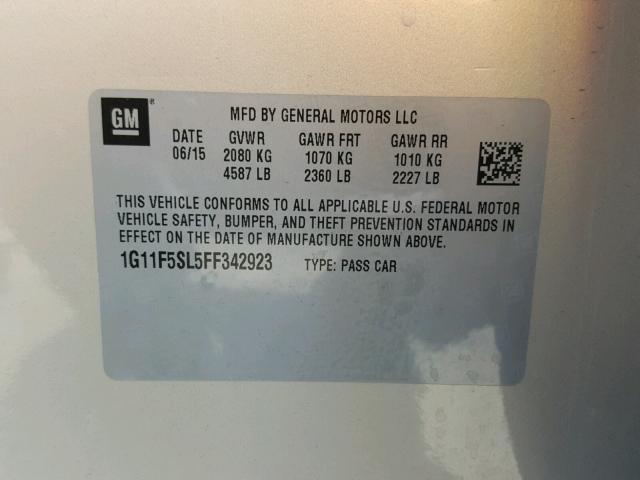 GM ®
MFD BY GENERAL MOTORS LLC
DATE GVWR GAWR FRT GAWR RR
06/15 2080 KG 1070 KG 1010 KG
4587 LB 2360 LB 2227 LB
THIS VEHICLE CONFORMS TO ALL APPLICABLE U.S. FEDERAL MOTOR
VEHICLE SAFETY, BUMPER, AND THEFT PREVENTION STANDARDS IN
EFFECT ON THE DATE OF MANUFACTURE SHOWN ABOVE.
1G11F5SL5FF342923 TYPE: PASS CAR